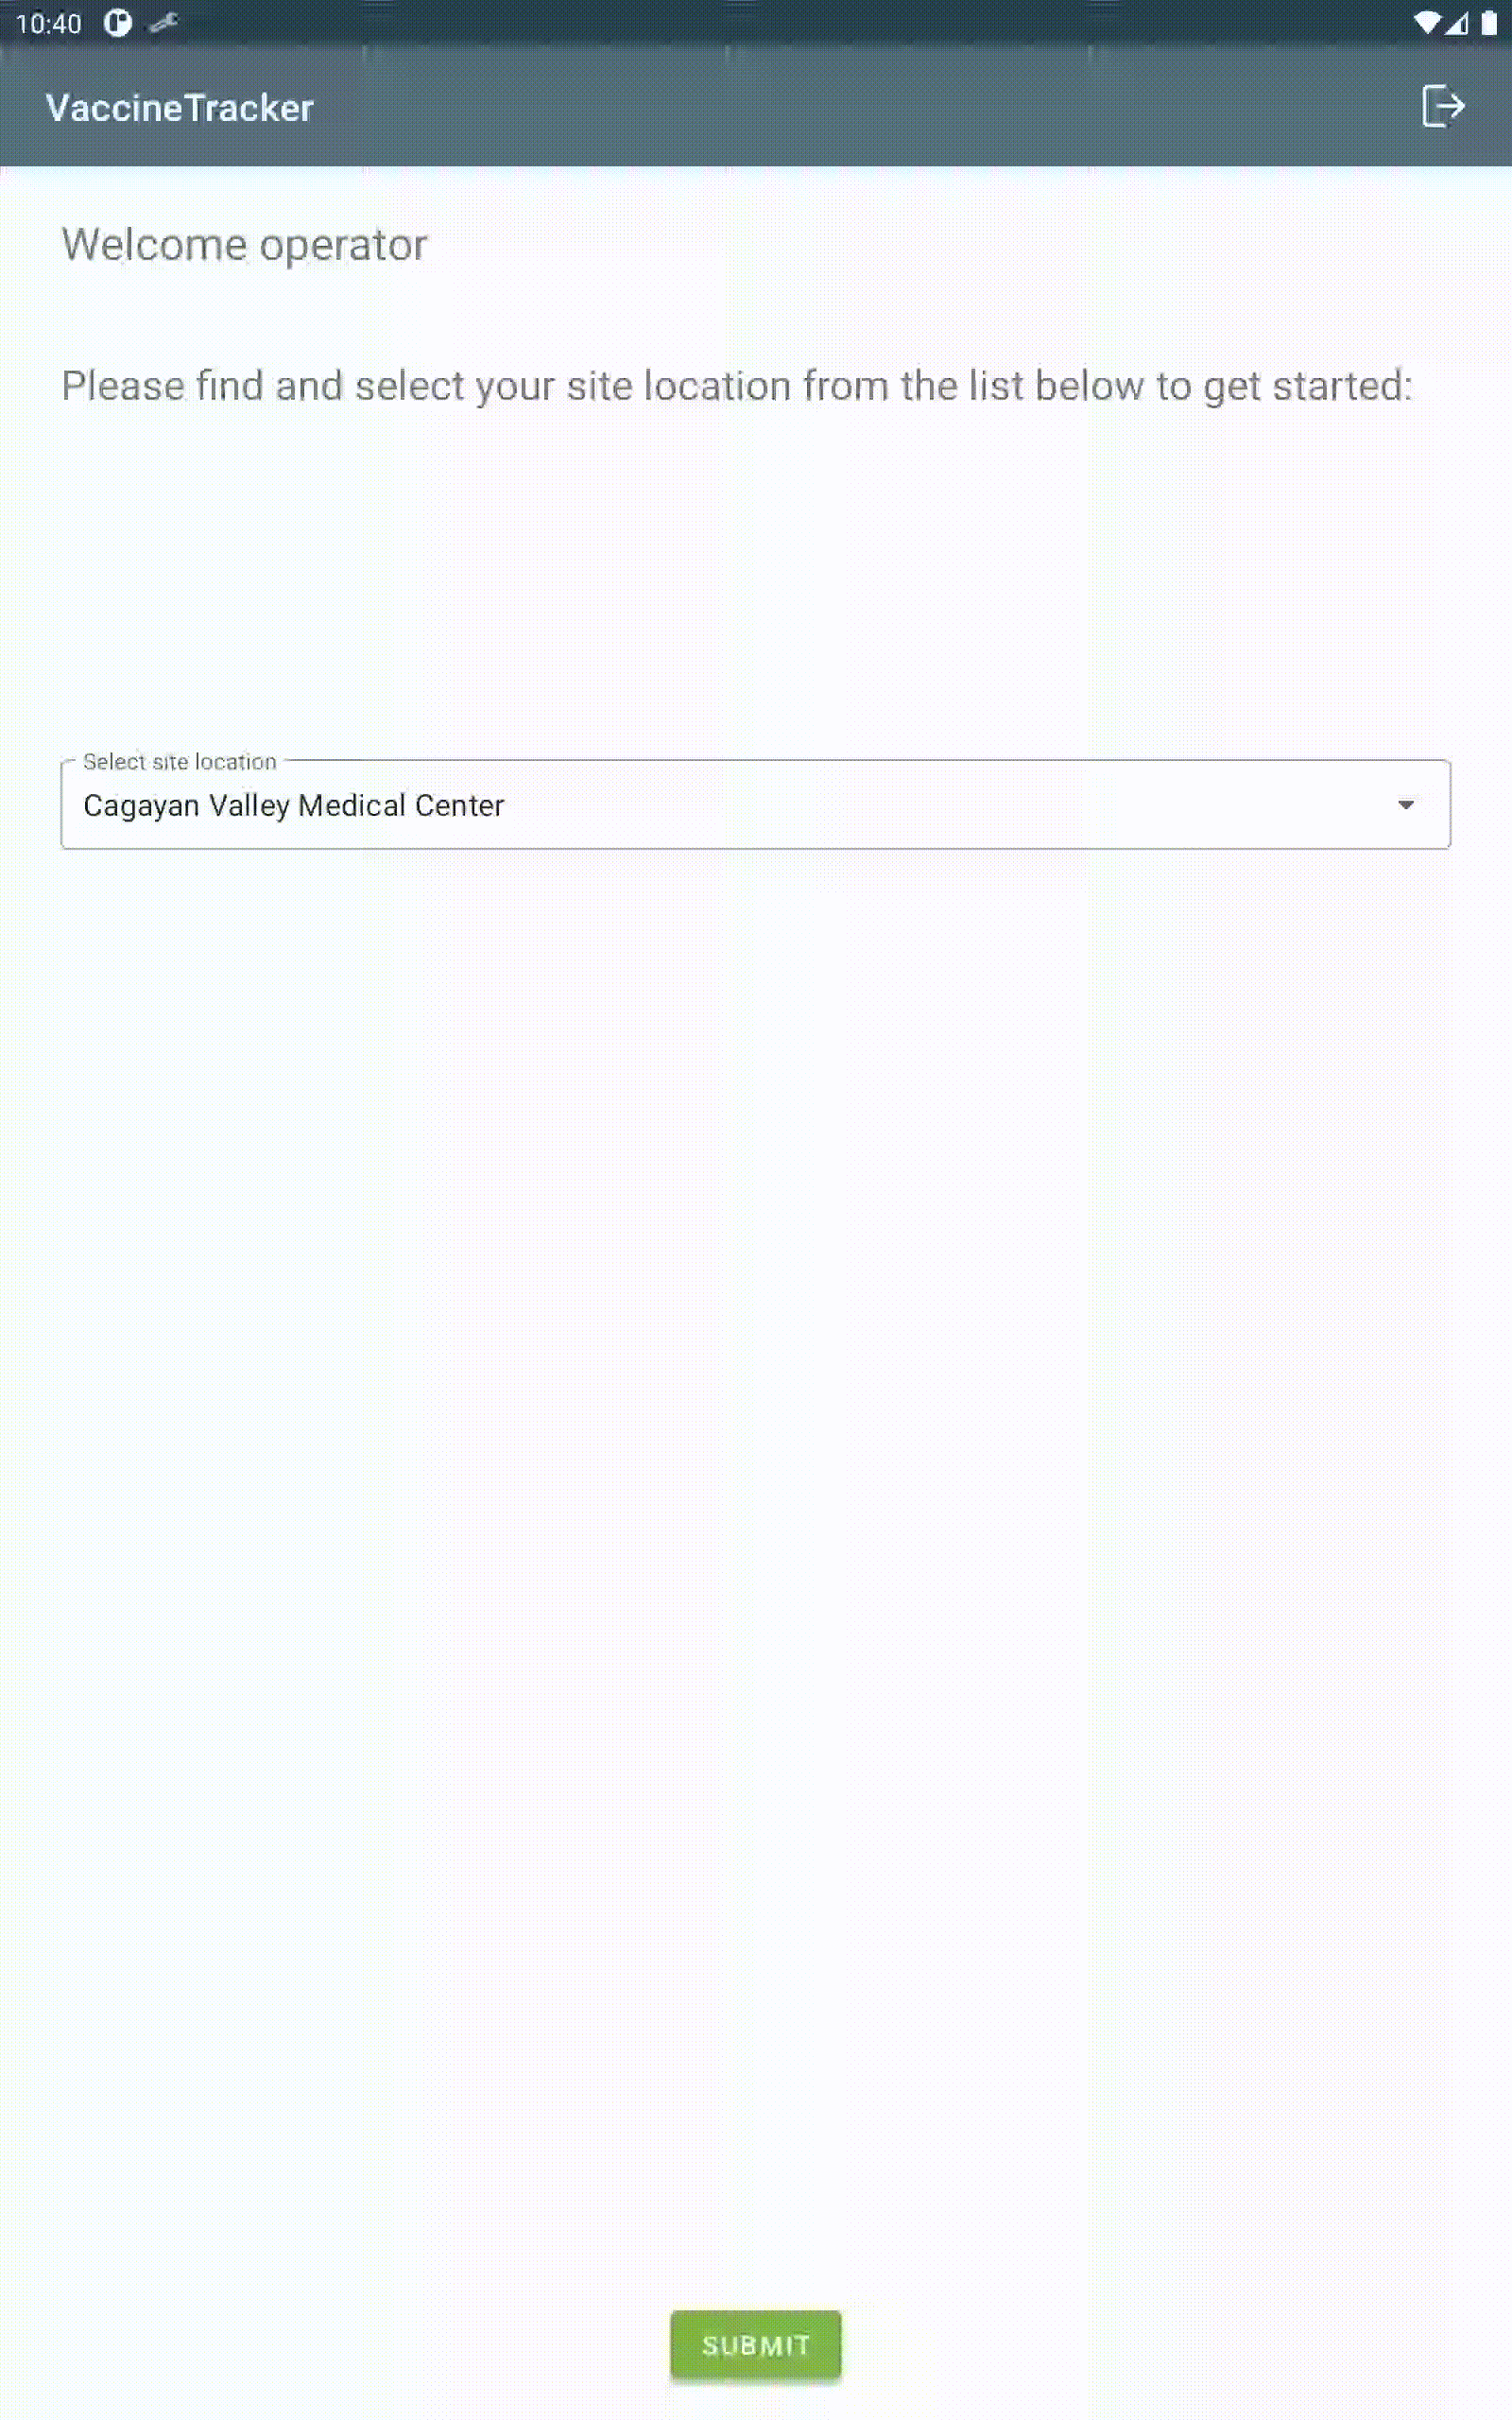 10:40
VaccineTracker
Welcome operator
Please find and select your site location from the list below to get started:
Select site location
Cagayan Valley Medical Center
SUBMIT